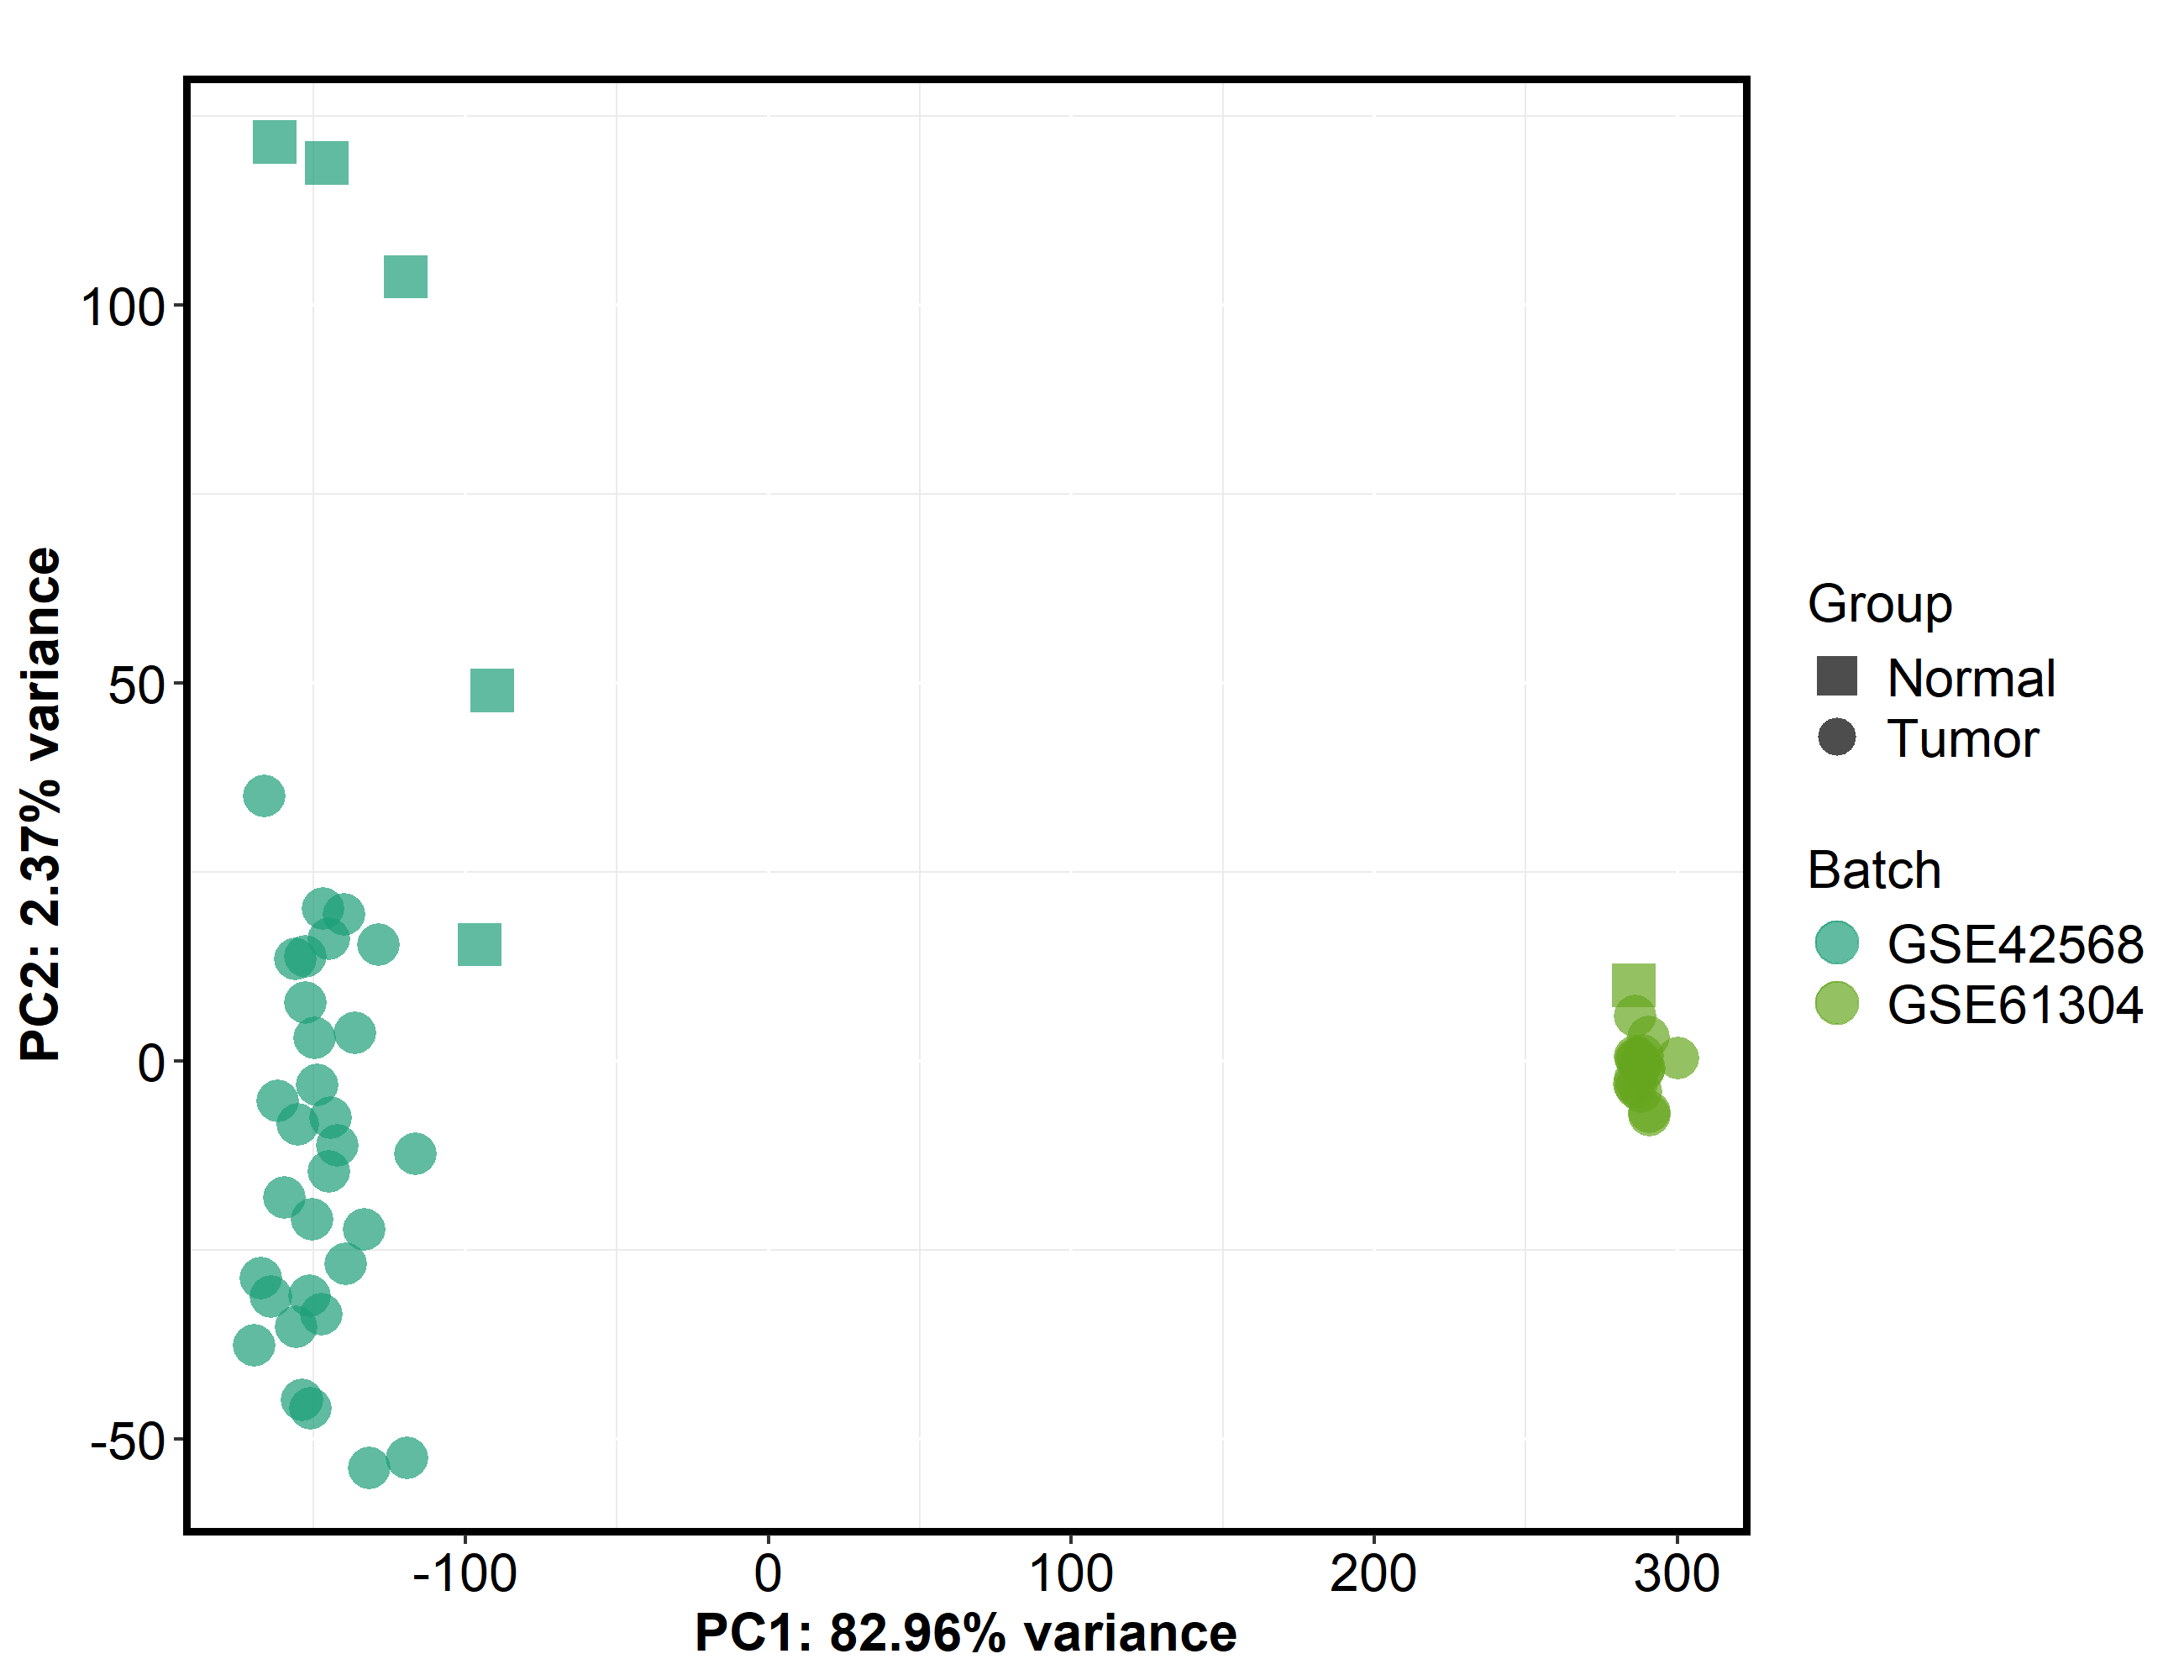 100
50
0
-50
PC2: 2.37% variance
-100
0
100
200
300
PC1: 82.96% variance
Group
Normal
Tumor
Batch
GSE42568
GSE61304